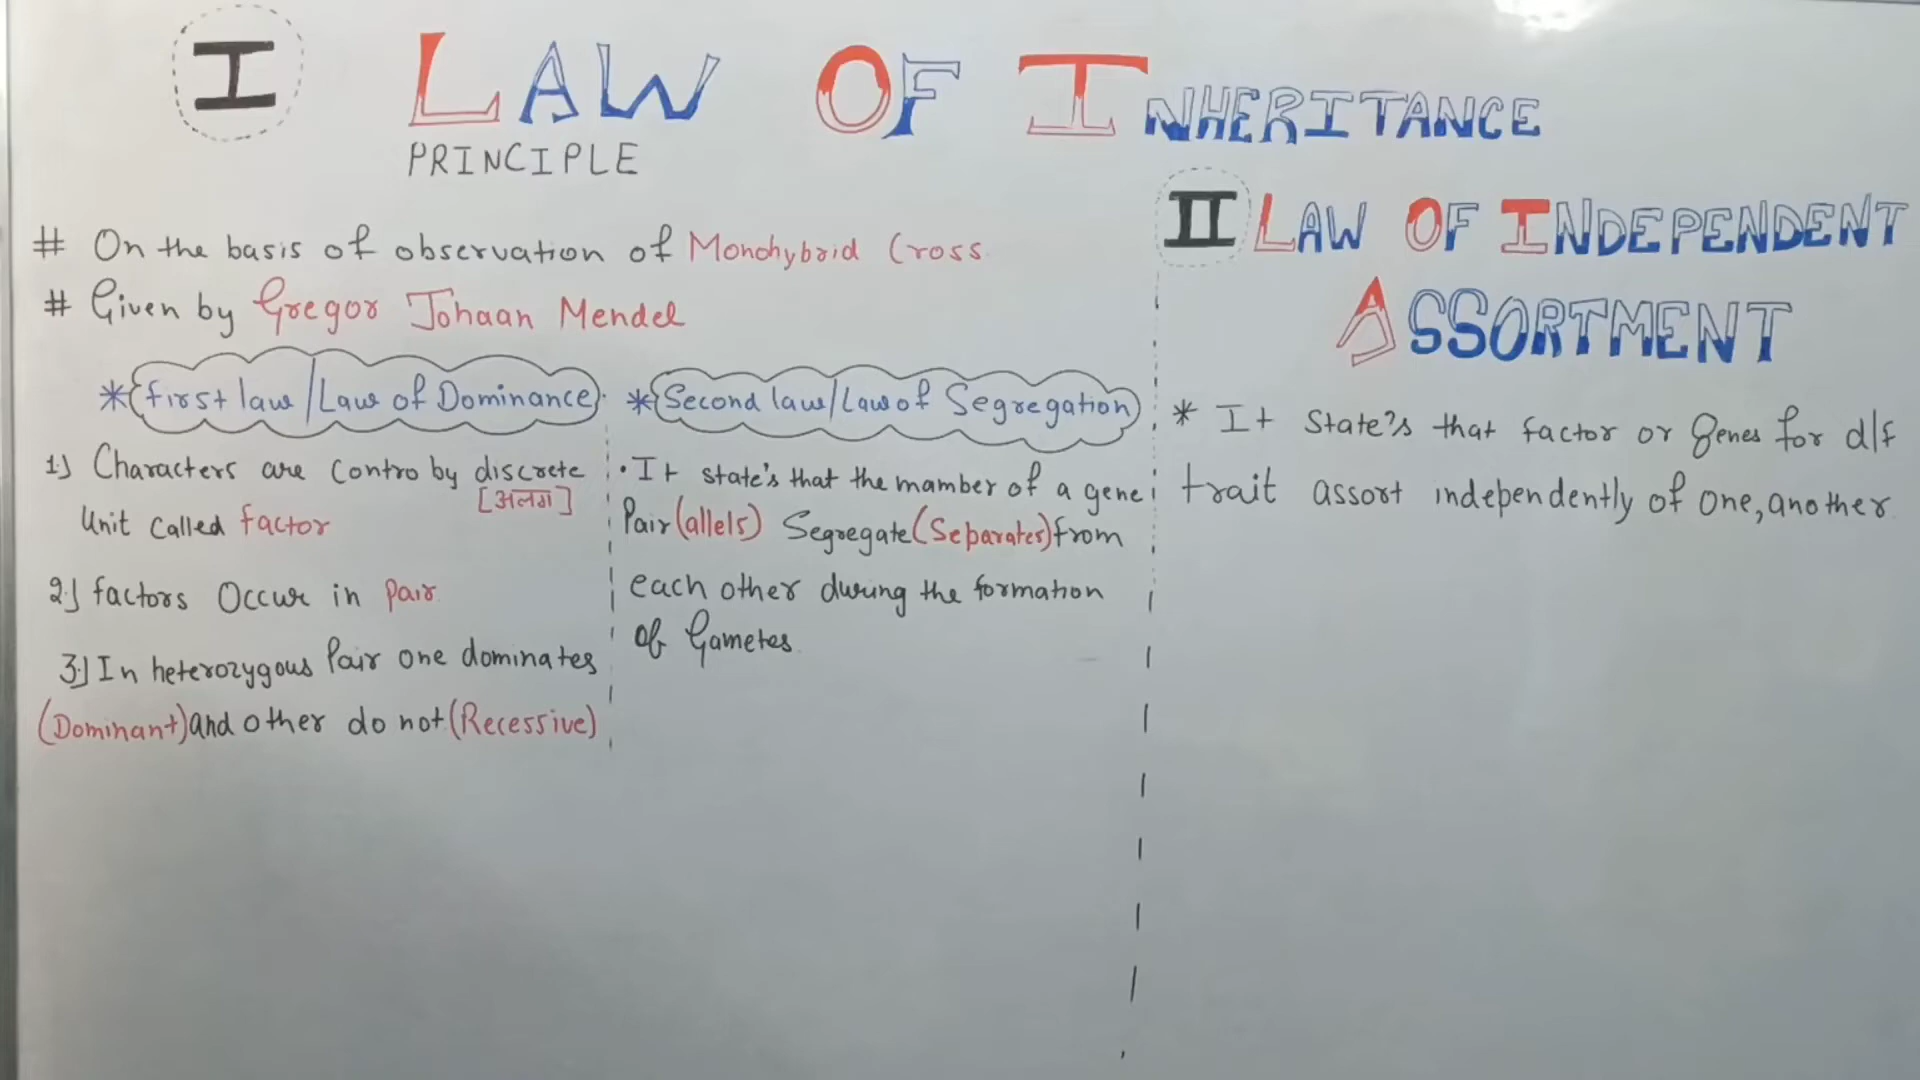 I LAW OF INHERITANCE
PRINCIPLE
# On the basis of observation of Monohybrid Cross
# Given by Gregor Johaan Mendel
* first law/Law of Dominance
1) Characters are contro by discrete
[अलग]
Unit called factor
2) factors Occur in Pair
3) In heterozygous Pair one dominates
(Dominant) and other do not (Recessive)
* Second law/Law of Segregation
• It state's that the mamber of a gene
Pair (allels) Segregate (Separates) from
each other during the formation
of Gametes
II LAW OF INDEPENDENT
ASSORTMENT
* It State's that factor or genes for d/f
trait assort independently of one, another